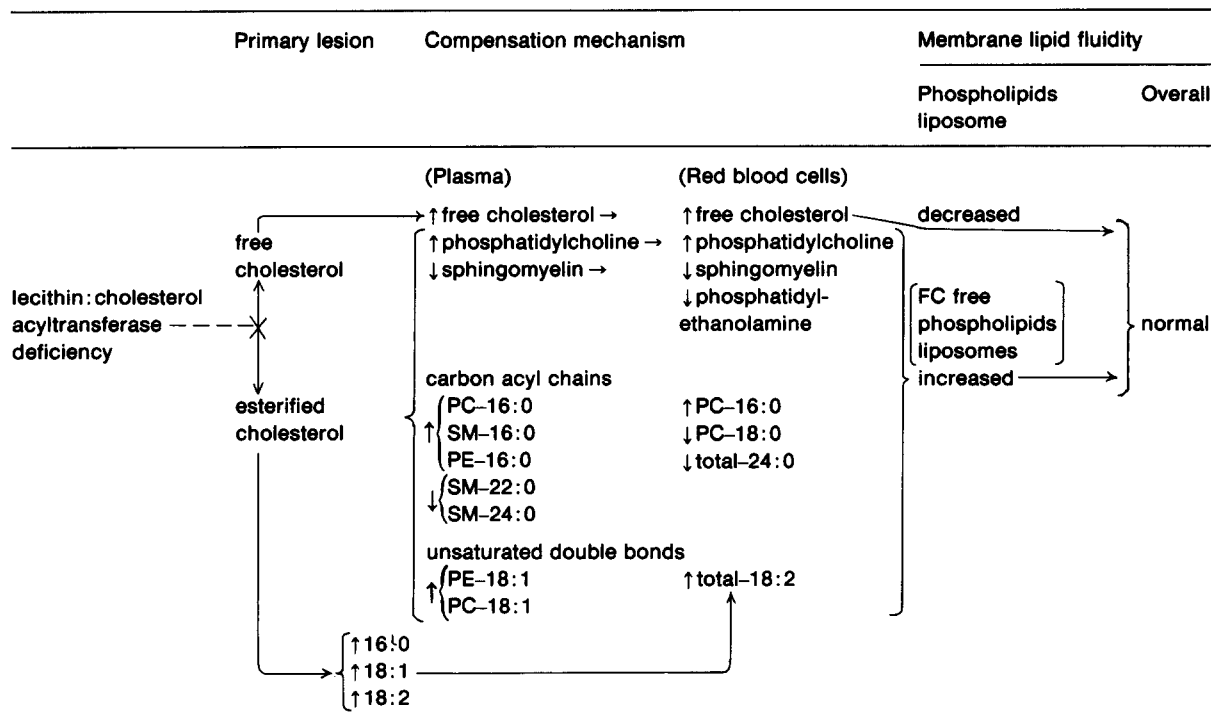 Primary lesion Compensation mechanism Membrane lipid fluidity
Phospholipids Overall
liposome
(Plasma) (Red blood cells)
↑ free cholesterol → ↑ free cholesterol decreased
free ↑ phosphatidylcholine → ↑ phosphatidylcholine
cholesterol ↓ sphingomyelin → ↓ sphingomyelin
lecithin:cholesterol ↓ phosphatidyl- FC free
acyltransferase ethanolamine phospholipids normal
deficiency liposomes
carbon acyl chains increased
esterified PC–16:0 ↑ PC–16:0
cholesterol ↑ SM–16:0 ↓ PC–18:0
PE–16:0 ↓ total–24:0
↓ SM–22:0
SM–24:0
unsaturated double bonds
↑ PE–18:1 ↑ total–18:2
PC–18:1
↑ 16:0
↑ 18:1
↑ 18:2